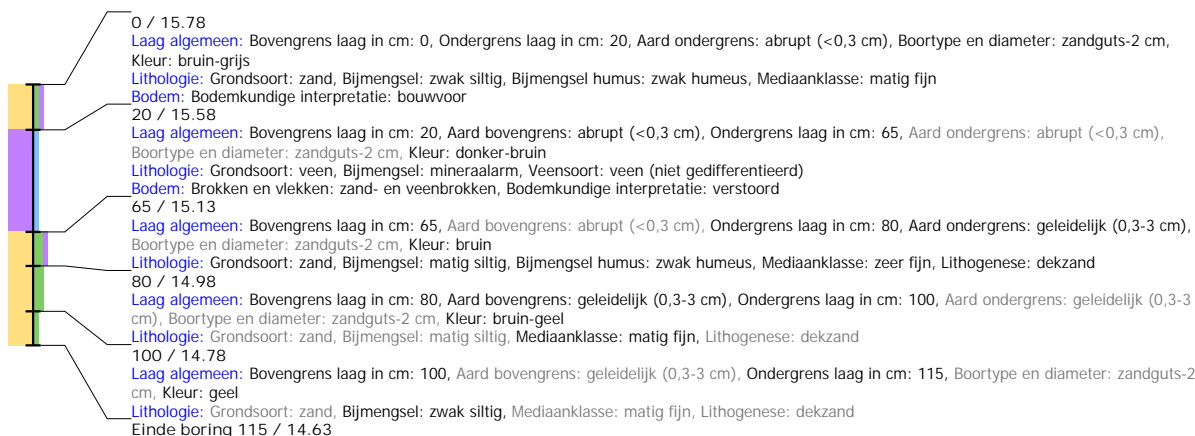 0 / 15.78
Laag algemeen: Bovengrens laag in cm: 0, Ondergrens laag in cm: 20, Aard ondergrens: abrupt (<0,3 cm), Boortype en diameter: zandguts-2 cm,
Kleur: bruin-grijs
Lithologie: Grondsoort: zand, Bijmengsel: zwak siltig, Bijmengsel humus: zwak humeus, Mediaanklasse: matig fijn
Bodem: Bodemkundige interpretatie: bouwvoor
20 / 15.58
Laag algemeen: Bovengrens laag in cm: 20, Aard bovengrens: abrupt (<0,3 cm), Ondergrens laag in cm: 65, Aard ondergrens: abrupt (<0,3 cm),
Boortype en diameter: zandguts-2 cm, Kleur: donker-bruin
Lithologie: Grondsoort: veen, Bijmengsel: mineraalarm, Veensoort: veen (niet gedifferentieerd)
Bodem: Brokken en vlekken: zand- en veenbrokken, Bodemkundige interpretatie: verstoord
65 / 15.13
Laag algemeen: Bovengrens laag in cm: 65, Aard bovengrens: abrupt (<0,3 cm), Ondergrens laag in cm: 80, Aard ondergrens: geleidelijk (0,3-3 cm),
Boortype en diameter: zandguts-2 cm, Kleur: bruin
Lithologie: Grondsoort: zand, Bijmengsel: matig siltig, Bijmengsel humus: zwak humeus, Mediaanklasse: zeer fijn, Lithogenese: dekzand
80 / 14.98
Laag algemeen: Bovengrens laag in cm: 80, Aard bovengrens: geleidelijk (0,3-3 cm), Ondergrens laag in cm: 100, Aard ondergrens: geleidelijk (0,3-3
cm), Boortype en diameter: zandguts-2 cm, Kleur: bruin-geel
Lithologie: Grondsoort: zand, Bijmengsel: matig siltig, Mediaanklasse: matig fijn, Lithogenese: dekzand
100 / 14.78
Laag algemeen: Bovengrens laag in cm: 100, Aard bovengrens: geleidelijk (0,3-3 cm), Ondergrens laag in cm: 115, Boortype en diameter: zandguts-2
cm, Kleur: geel
Lithologie: Grondsoort: zand, Bijmengsel: zwak siltig, Mediaanklasse: matig fijn, Lithogenese: dekzand
Einde boring 115 / 14.63